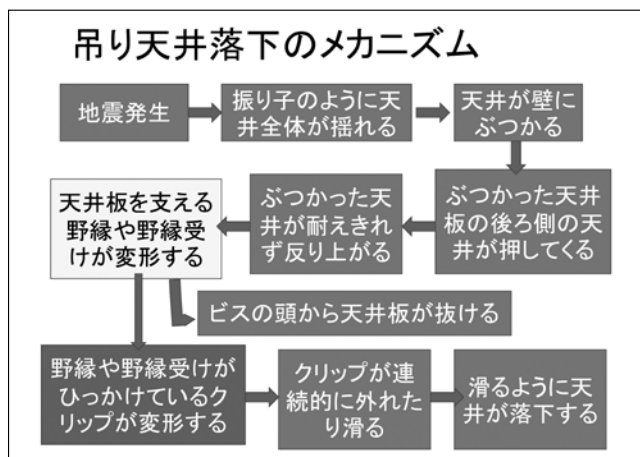 吊り天井落下のメカニズム
地震発生
振り子のように天
井全体が揺れる
天井が壁に
ぶつかる
ぶつかった天井
板の後ろ側の天
井が押してくる
ぶつかった天
井が耐えきれ
ず反り上がる
天井板を支える
野縁や野縁受
けが変形する
ビスの頭から天井板が抜ける
野縁や野縁受けが
ひっかけているク
リップが変形する
クリップが連
続的に外れた
り滑る
滑るように天
井が落下する